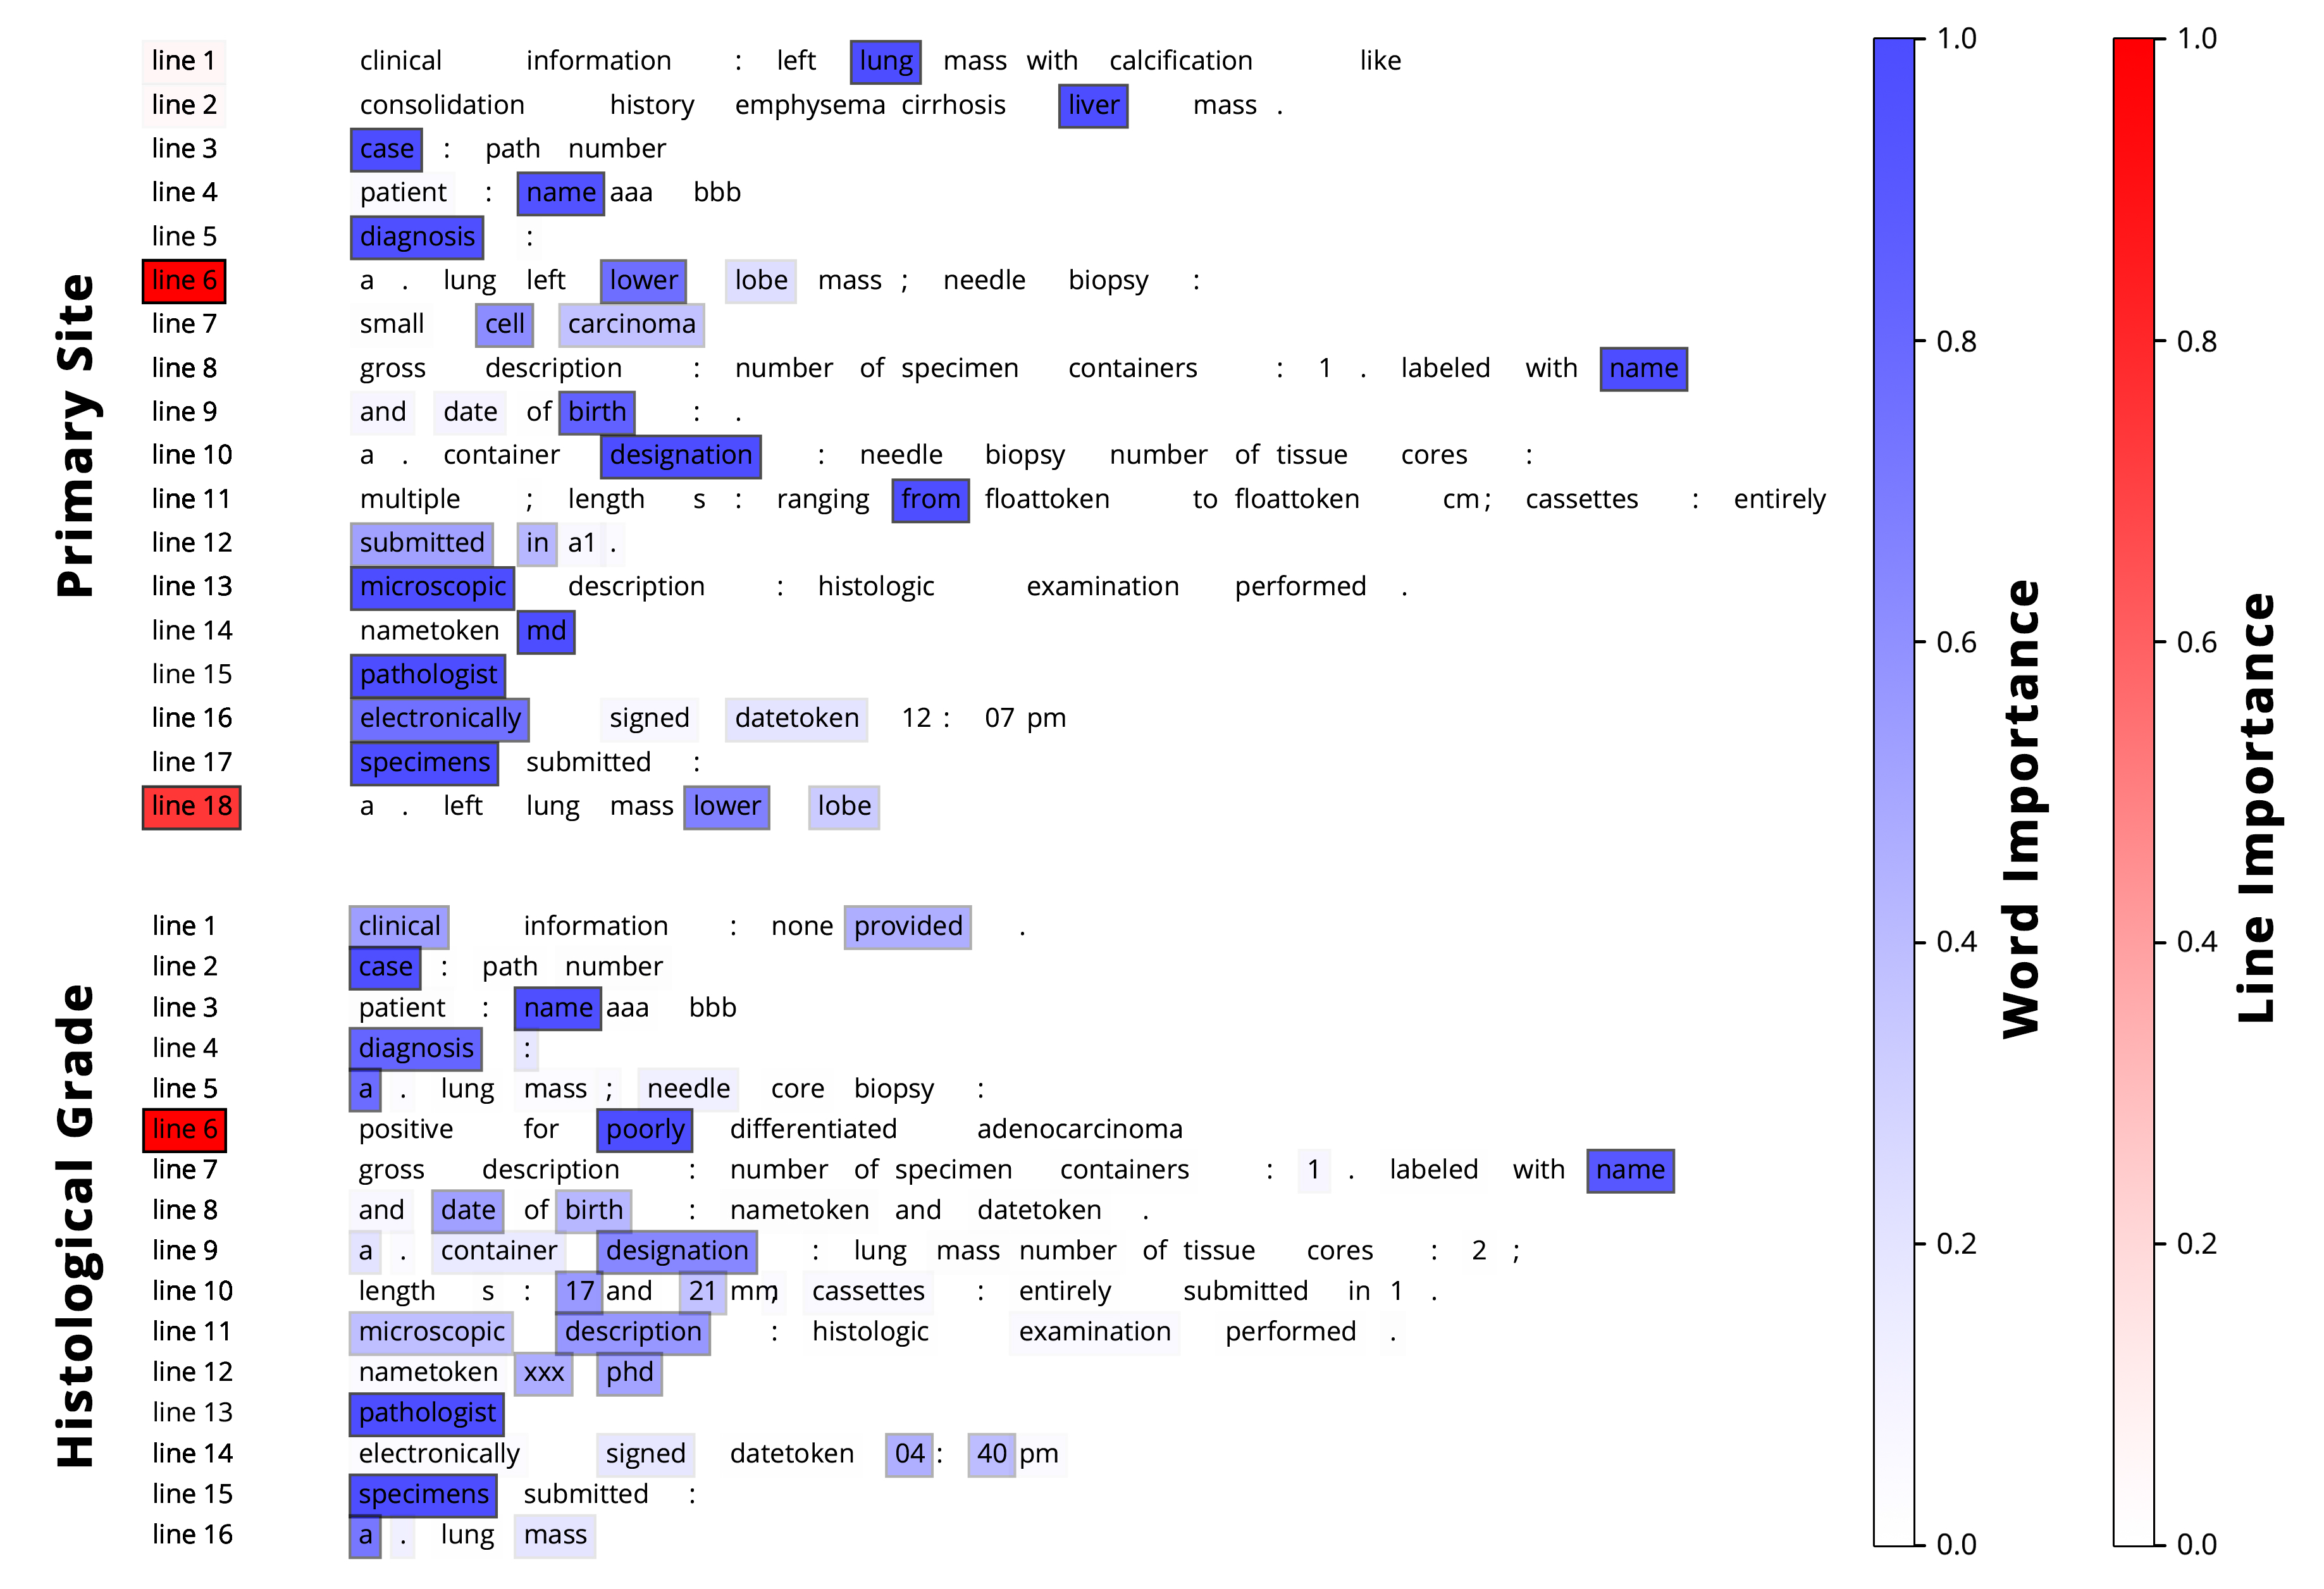 Primary Site
line 1 clinical information : left lung mass with calcification like
line 2 consolidation history emphysema cirrhosis liver mass .
line 3 case : path number
line 4 patient : name aaa bbb
line 5 diagnosis :
line 6 a . lung left lower lobe mass ; needle biopsy :
line 7 small cell carcinoma
line 8 gross description : number of specimen containers : 1 . labeled with name
line 9 and date of birth : .
line 10 a . container designation : needle biopsy number of tissue cores :
line 11 multiple ; length s : ranging from floattoken to floattoken cm ; cassettes : entirely
line 12 submitted in a1 .
line 13 microscopic description : histologic examination performed .
line 14 nametoken md
line 15 pathologist
line 16 electronically signed datetoken 12 : 07 pm
line 17 specimens submitted :
line 18 a . left lung mass lower lobe
Histological Grade
line 1 clinical information : none provided .
line 2 case : path number
line 3 patient : name aaa bbb
line 4 diagnosis :
line 5 a . lung mass ; needle core biopsy :
line 6 positive for poorly differentiated adenocarcinoma
line 7 gross description : number of specimen containers : 1 . labeled with name
line 8 and date of birth : nametoken and datetoken .
line 9 a . container designation : lung mass number of tissue cores : 2 ;
line 10 length s : 17 and 21 mm ; cassettes : entirely submitted in 1 .
line 11 microscopic description : histologic examination performed .
line 12 nametoken xxx phd
line 13 pathologist
line 14 electronically signed datetoken 04 : 40 pm
line 15 specimens submitted :
line 16 a . lung mass
1.0
0.8
0.6
0.4
0.2
0.0
Word Importance
1.0
0.8
0.6
0.4
0.2
0.0
Line Importance